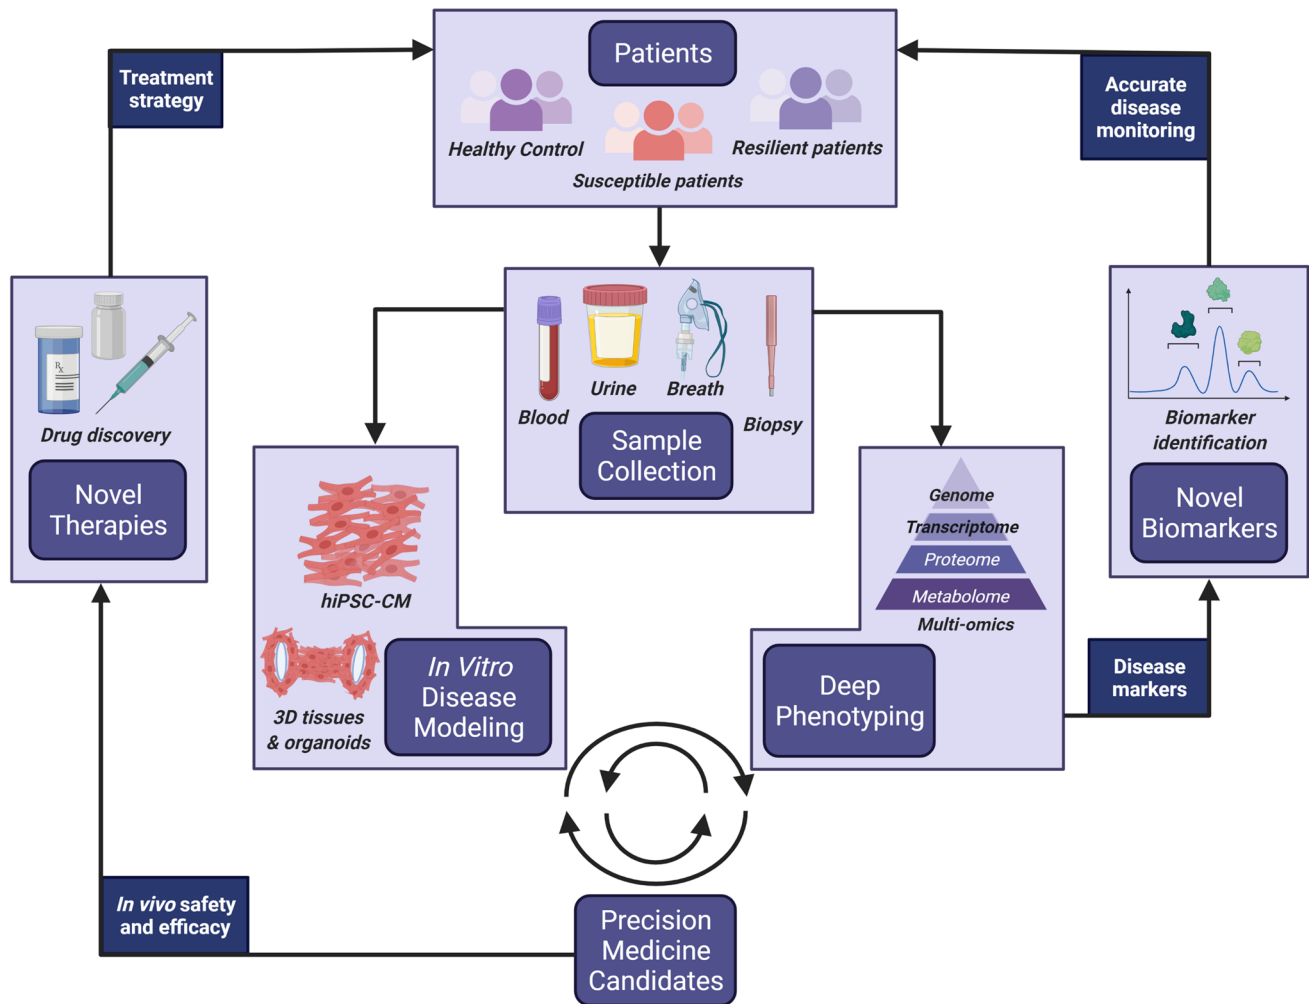 Patients
Healthy Control
Susceptible patients
Resilient patients
Treatment
strategy
Accurate
disease
monitoring
Blood
Urine
Breath
Biopsy
Sample
Collection
Rx
Drug discovery
Novel
Therapies
Biomarker
identification
Novel
Biomarkers
hiPSC-CM
3D tissues
& organoids
In Vitro
Disease
Modeling
Genome
Transcriptome
Proteome
Metabolome
Multi-omics
Deep
Phenotyping
Disease
markers
In vivo safety
and efficacy
Precision
Medicine
Candidates